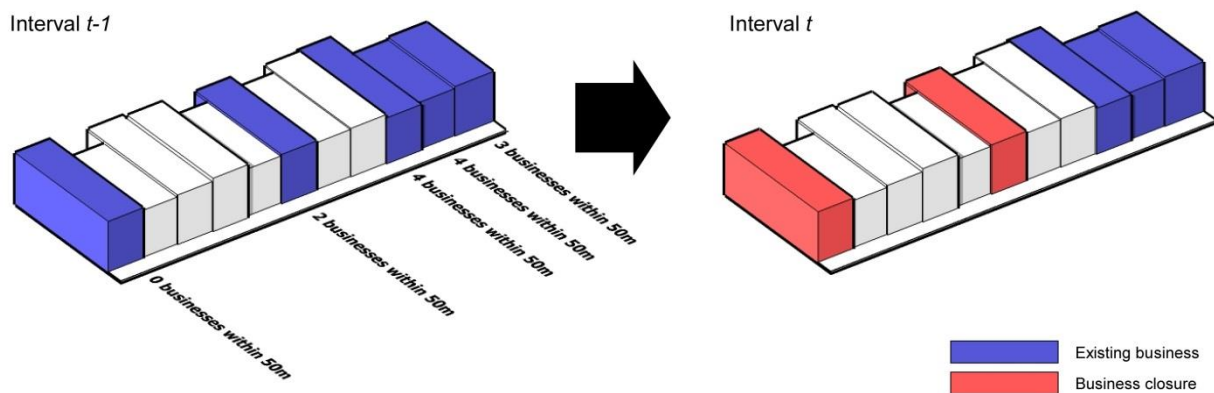 Interval t-1
Interval t
3 businesses within 50m
4 businesses within 50m
4 businesses within 50m
2 businesses within 50m
0 businesses within 50m
Existing business
Business closure